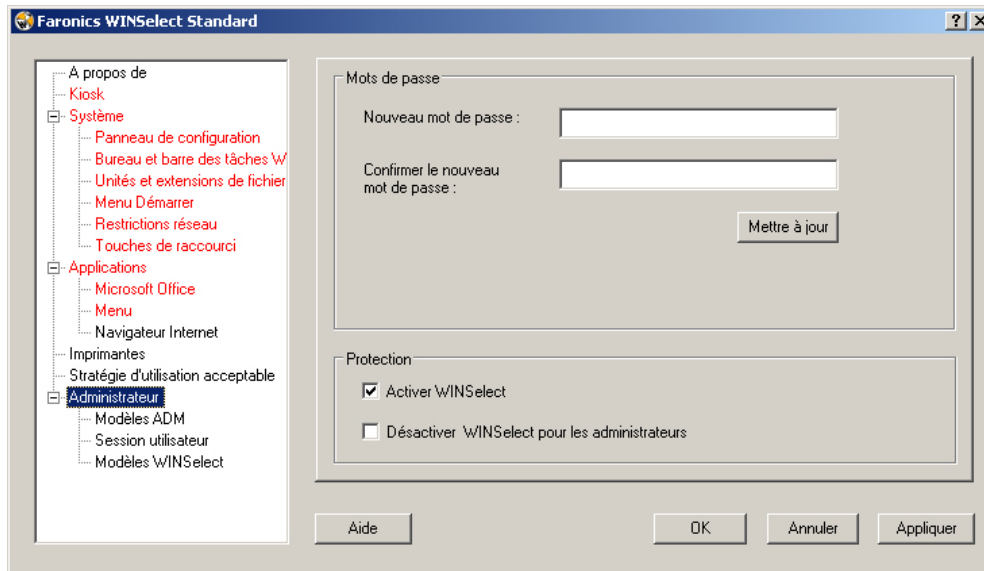 Faronics WINSelect Standard
A propos de
Kiosk
Système
Panneau de configuration
Bureau et barre des tâches W
Unités et extensions de fichier
Menu Démarrer
Restrictions réseau
Touches de raccourci
Applications
Microsoft Office
Menu
Navigateur Internet
Imprimantes
Stratégie d'utilisation acceptable
Administrateur
Modèles ADM
Session utilisateur
Modèles WINSelect
Mots de passe
Nouveau mot de passe :
Confirmer le nouveau
mot de passe :
Mettre à jour
Protection
Activer WINSelect
Désactiver WINSelect pour les administrateurs
Aide
OK
Annuler
Appliquer